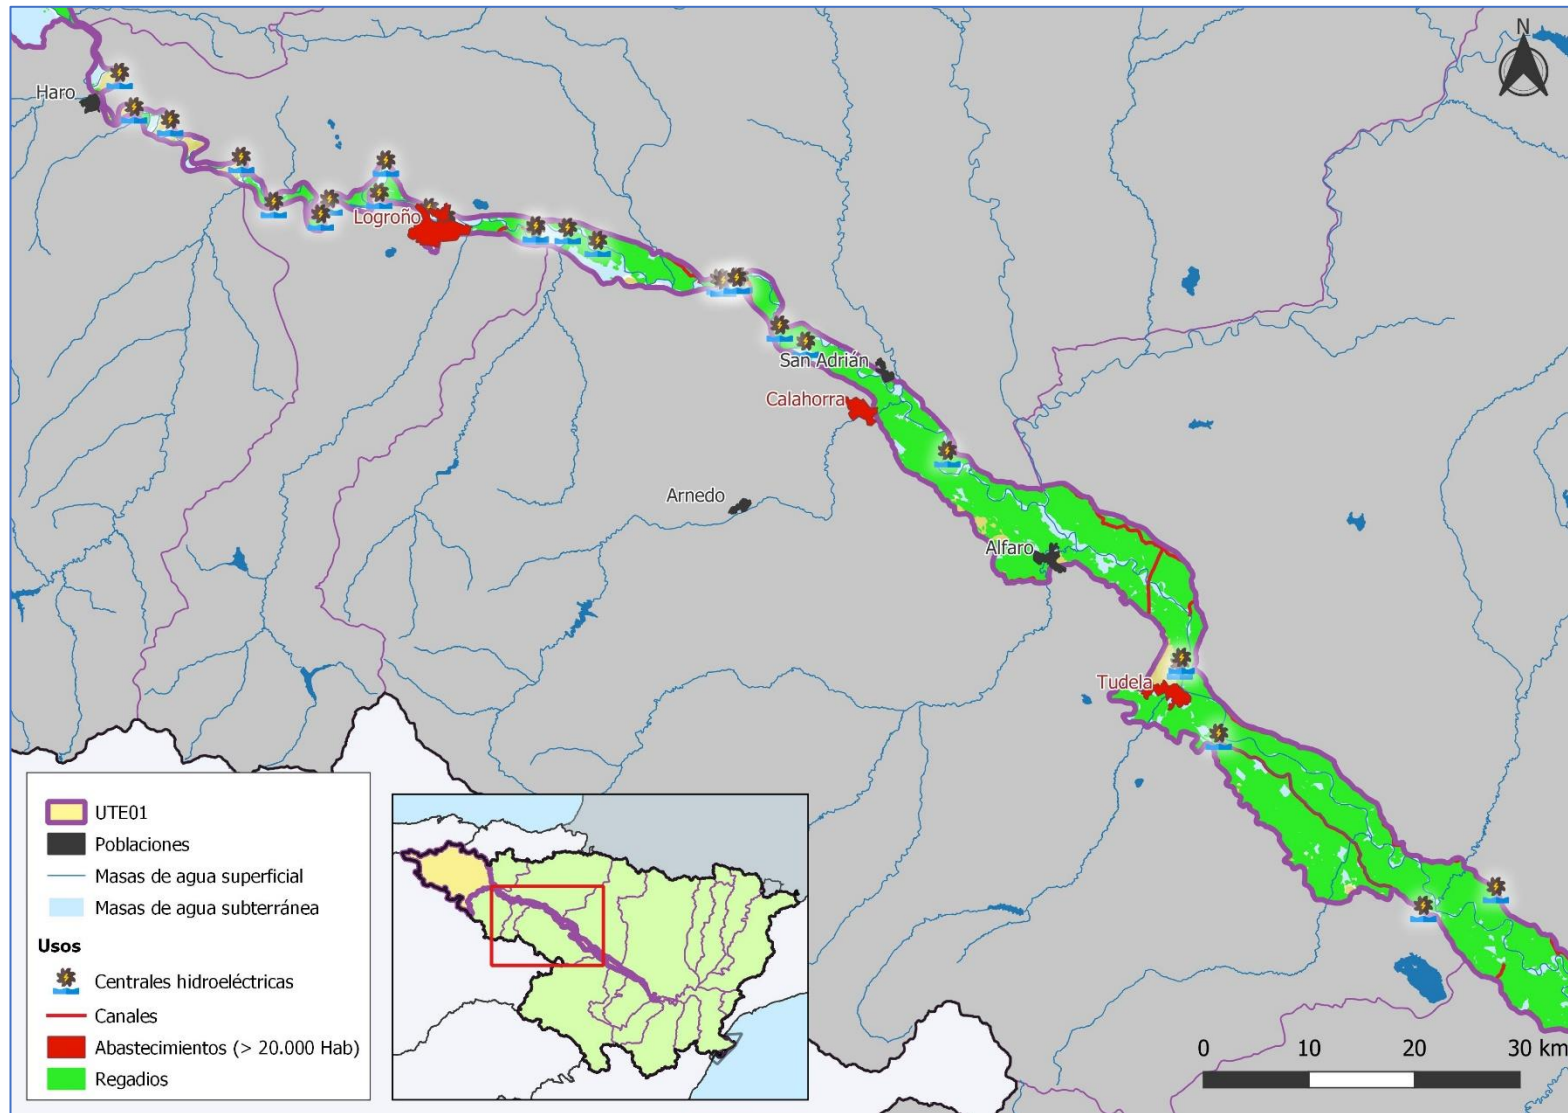 N
Haro
Logroño
San Adrián
Calahorra
Arnedo
Alfaro
Tudela
UTE01
Poblaciones
Masas de agua superficial
Masas de agua subterránea
Usos
Centrales hidroeléctricas
Canales
Abastecimientos (> 20.000 Hab)
Regadios
0 10 20 30 km